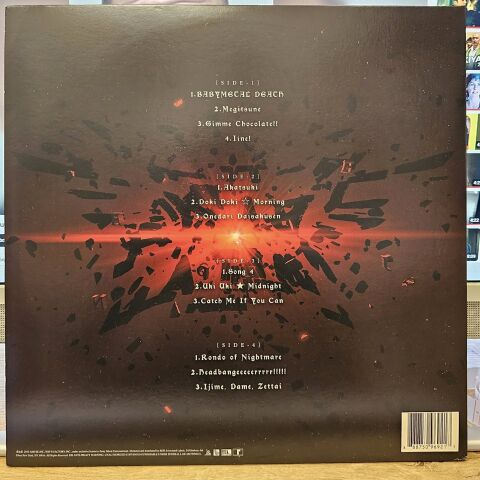 [SIDE-1]
1.BABYMETAL DEATH
2.Megitsune
3.Gimme Chocolate!!
4.Iine!
[SIDE-2]
1.Akatsuki
2.Doki Doki ☆ Morning
3.Onedari Daisakusen
[SIDE-3]
1.Song 4
2.Uki Uki ★ Midnight
3.Catch Me If You Can
[SIDE-4]
1.Rondo of Nightmare
2.Headbangeeeeerrrrr!!!!!
3.Ijime, Dame, Zettai